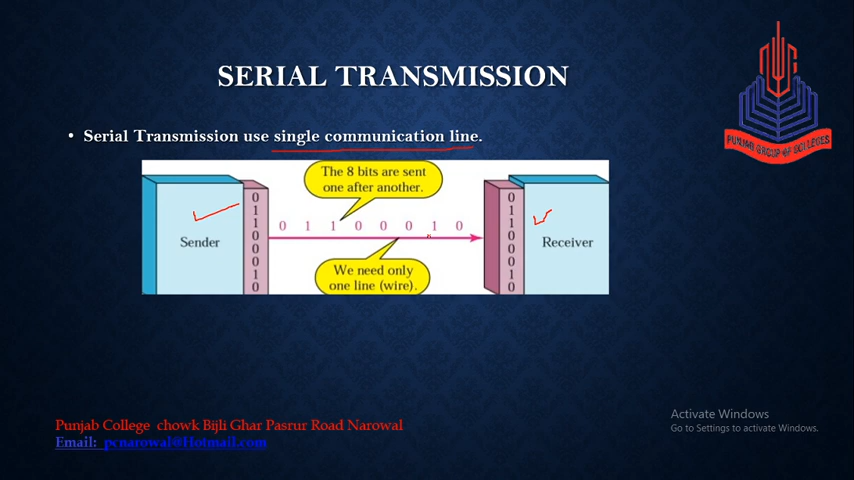 SERIAL TRANSMISSION
PUNJAB GROUP OF COLLEGES
• Serial Transmission use single communication line.
The 8 bits are sent
one after another.
0 1 1 0 0 0 1 0
Sender
0
1
1
0
0
0
1
0
We need only
one line (wire).
0
1
1
0
0
0
1
0
Receiver
Activate Windows
Go to Settings to activate Windows.
Punjab College chowk Bijli Ghar Pasrur Road Narowal
Email: pcnarowal@Hotmail.com